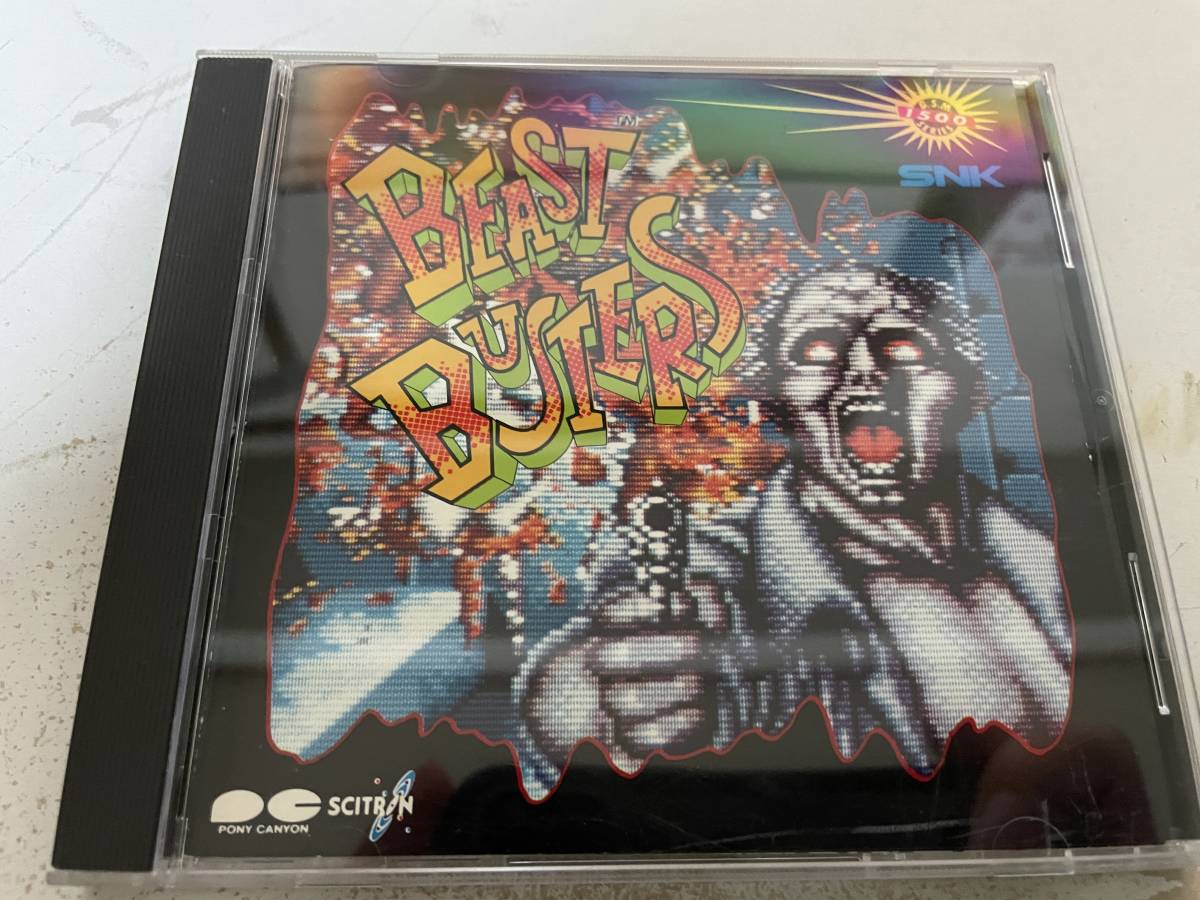 BEAST
BUSTERS
TM
G.S.M
1500
SERIES
SNK
PONY CANYON
SCITRON